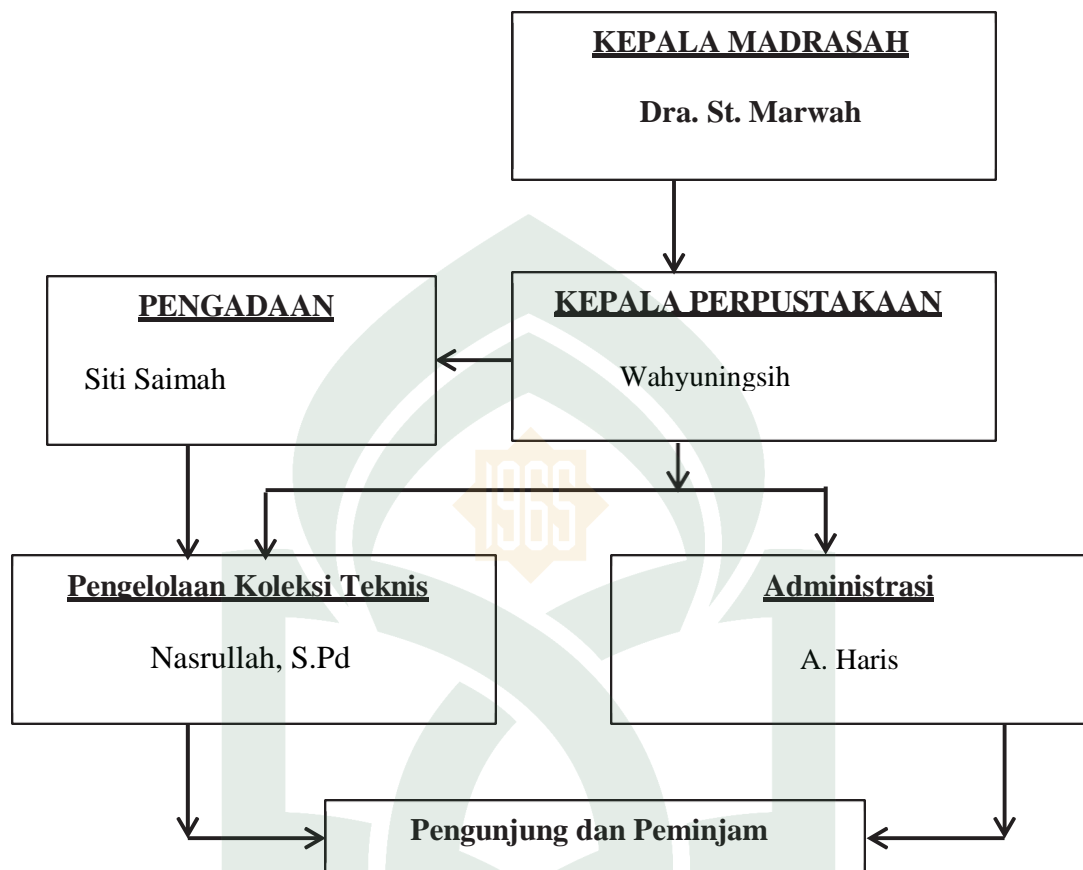 KEPALA MADRASAH
Dra. St. Marwah
PENGADAAN
Siti Saimah
KEPALA PERPUSTAKAAN
Wahyuningsih
1965
Pengelolaan Koleksi Teknis
Nasrullah, S.Pd
Administrasi
A. Haris
Pengunjung dan Peminjam